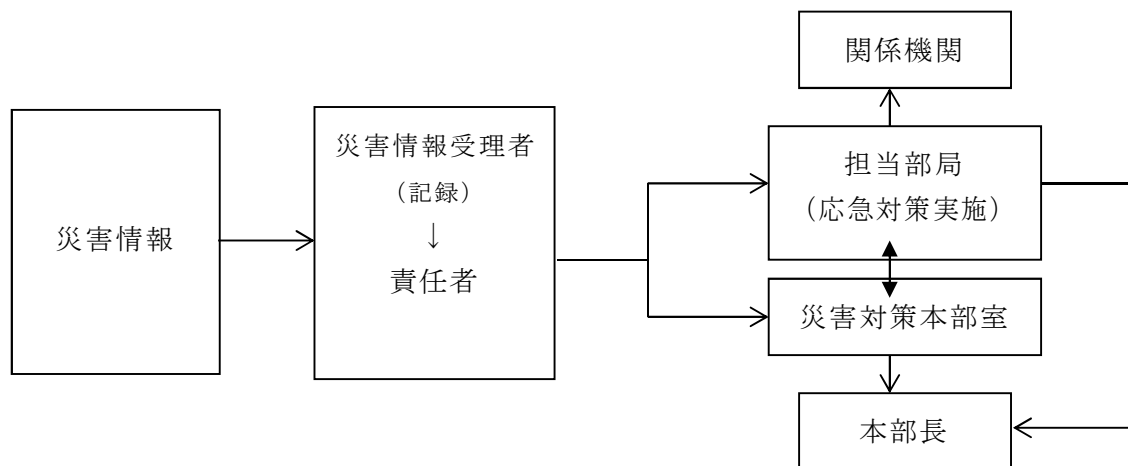 災害情報
災害情報受理者
（記録）
↓
責任者
関係機関
担当部局
（応急対策実施）
災害対策本部室
本部長